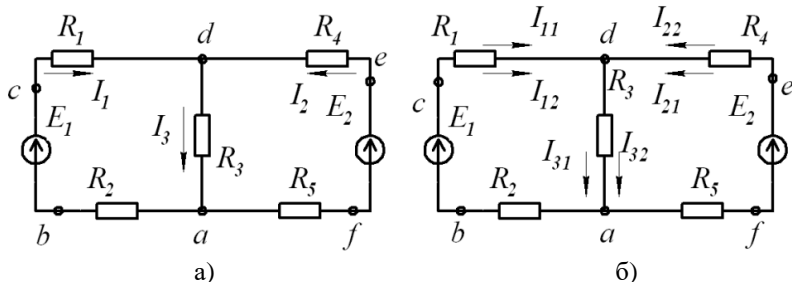 R1 d R4 I11 d I22
R1 R4
c I1 I2 e c I12 R3 I21 e
E1 I3 E2 E1 E2
R2 R3 R5 R2 I31 I32 R5
b a f b a f
а) б)